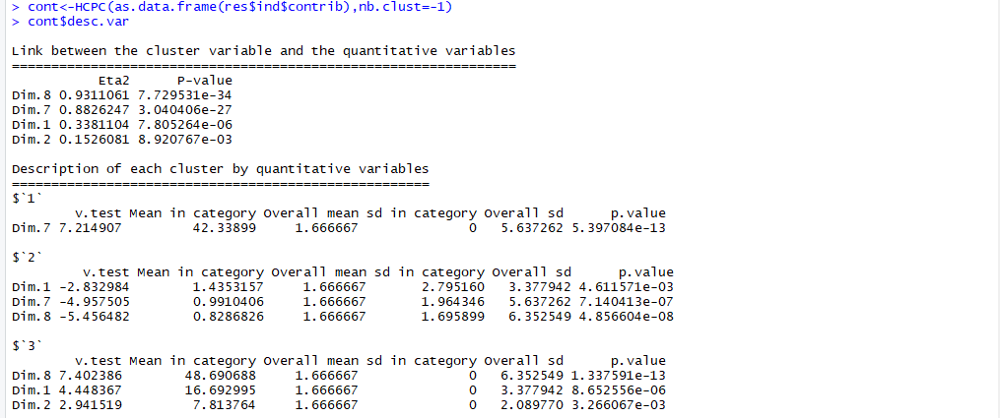 > cont<-HCPC(as.data.frame(res$ind$contrib),nb.clust=-1)
> cont$desc.var

Link between the cluster variable and the quantitative variables
================================================================
           Eta2      P-value
Dim.8 0.9311061 7.729531e-34
Dim.7 0.8826247 3.040406e-27
Dim.1 0.3381104 7.805264e-06
Dim.2 0.1526081 8.920767e-03

Description of each cluster by quantitative variables
=====================================================
$`1`
        v.test Mean in category Overall mean sd in category Overall sd      p.value
Dim.7 7.214907         42.33899     1.666667              0   5.637262 5.397084e-13

$`2`
         v.test Mean in category Overall mean sd in category Overall sd      p.value
Dim.1 -2.832984        1.4353157     1.666667       2.795160   3.377942 4.611571e-03
Dim.7 -4.957505        0.9910406     1.666667       1.964346   5.637262 7.140413e-07
Dim.8 -5.456482        0.8286826     1.666667       1.695899   6.352549 4.856604e-08

$`3`
        v.test Mean in category Overall mean sd in category Overall sd      p.value
Dim.8 7.402386        48.690688     1.666667              0   6.352549 1.337591e-13
Dim.1 4.448367        16.692995     1.666667              0   3.377942 8.652556e-06
Dim.2 2.941519         7.813764     1.666667              0   2.089770 3.266067e-03